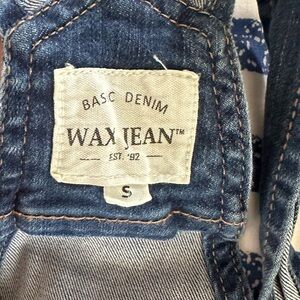 BASC DENIM
WAX JEAN™
EST. '92
S